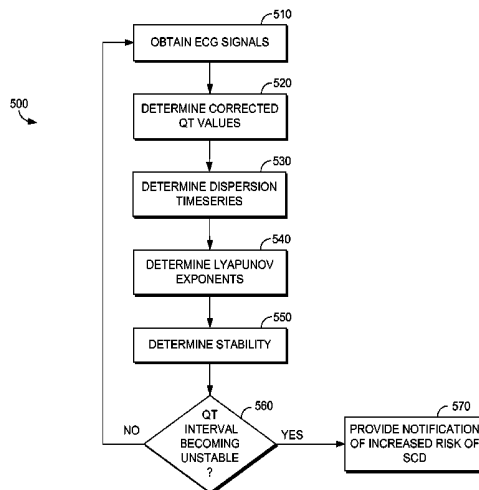 510
OBTAIN ECG SIGNALS
500
520
DETERMINE CORRECTED
QT VALUES
530
DETERMINE DISPERSION
TIMESERIES
540
DETERMINE LYAPUNOV
EXPONENTS
550
DETERMINE STABILITY
560
QT
INTERVAL
BECOMING
UNSTABLE
?
NO
YES
570
PROVIDE NOTIFICATION
OF INCREASED RISK OF
SCD